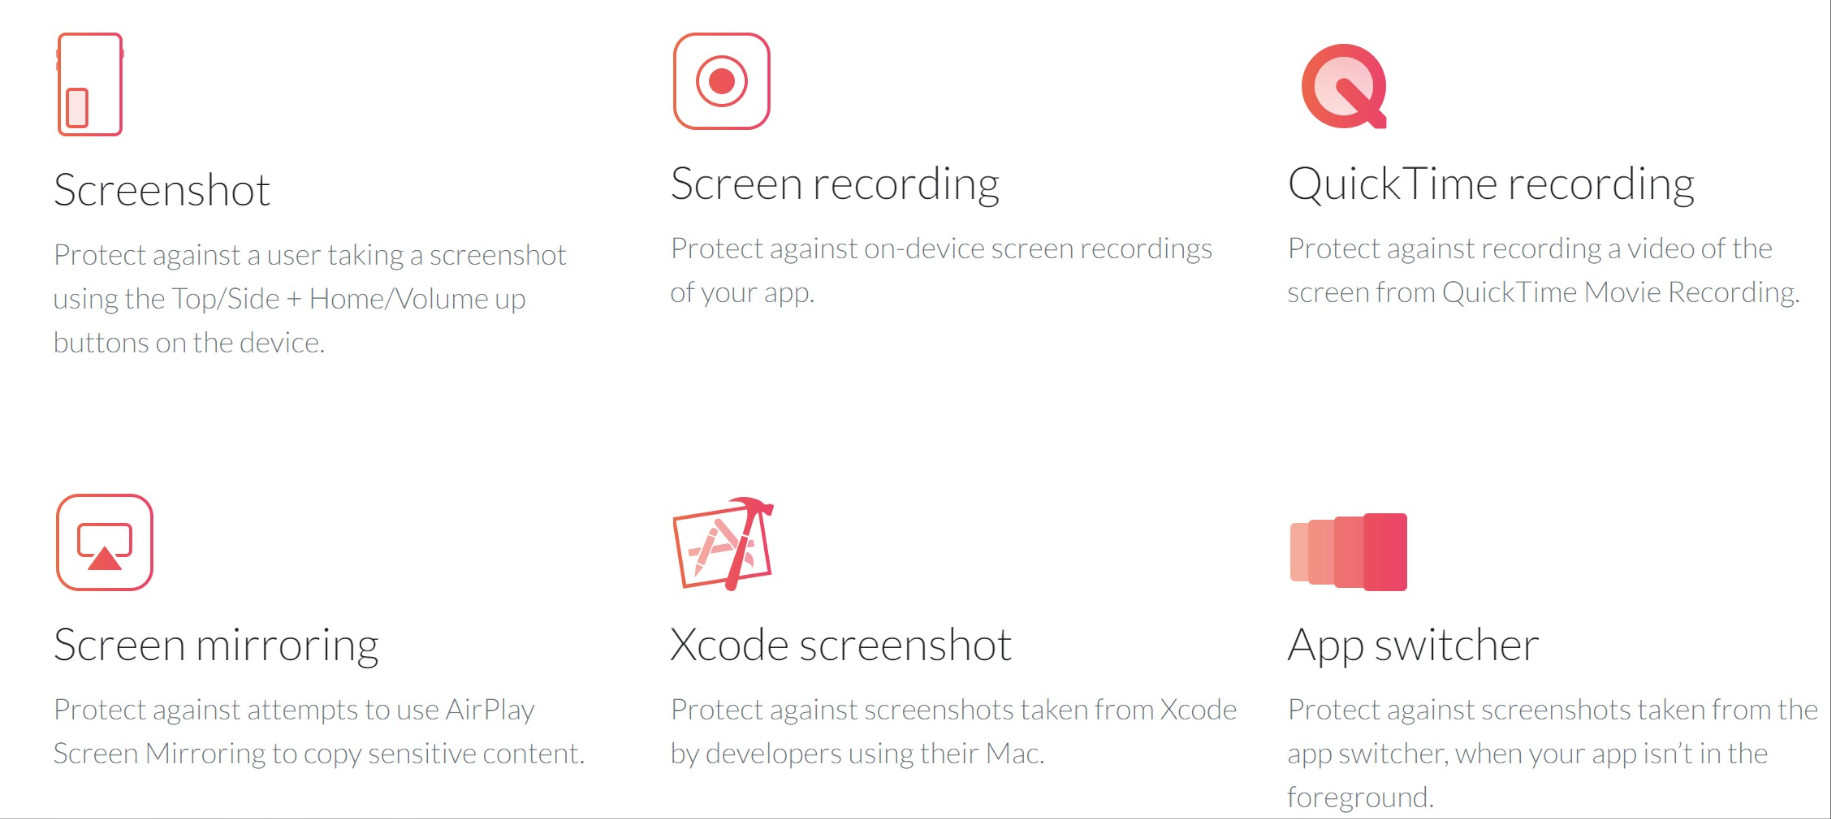 Screenshot
Protect against a user taking a screenshot
using the Top/Side + Home/Volume up
buttons on the device.
Screen recording
Protect against on-device screen recordings
of your app.
QuickTime recording
Protect against recording a video of the
screen from QuickTime Movie Recording.
Screen mirroring
Protect against attempts to use AirPlay
Screen Mirroring to copy sensitive content.
Xcode screenshot
Protect against screenshots taken from Xcode
by developers using their Mac.
App switcher
Protect against screenshots taken from the
app switcher, when your app isn’t in the
foreground.